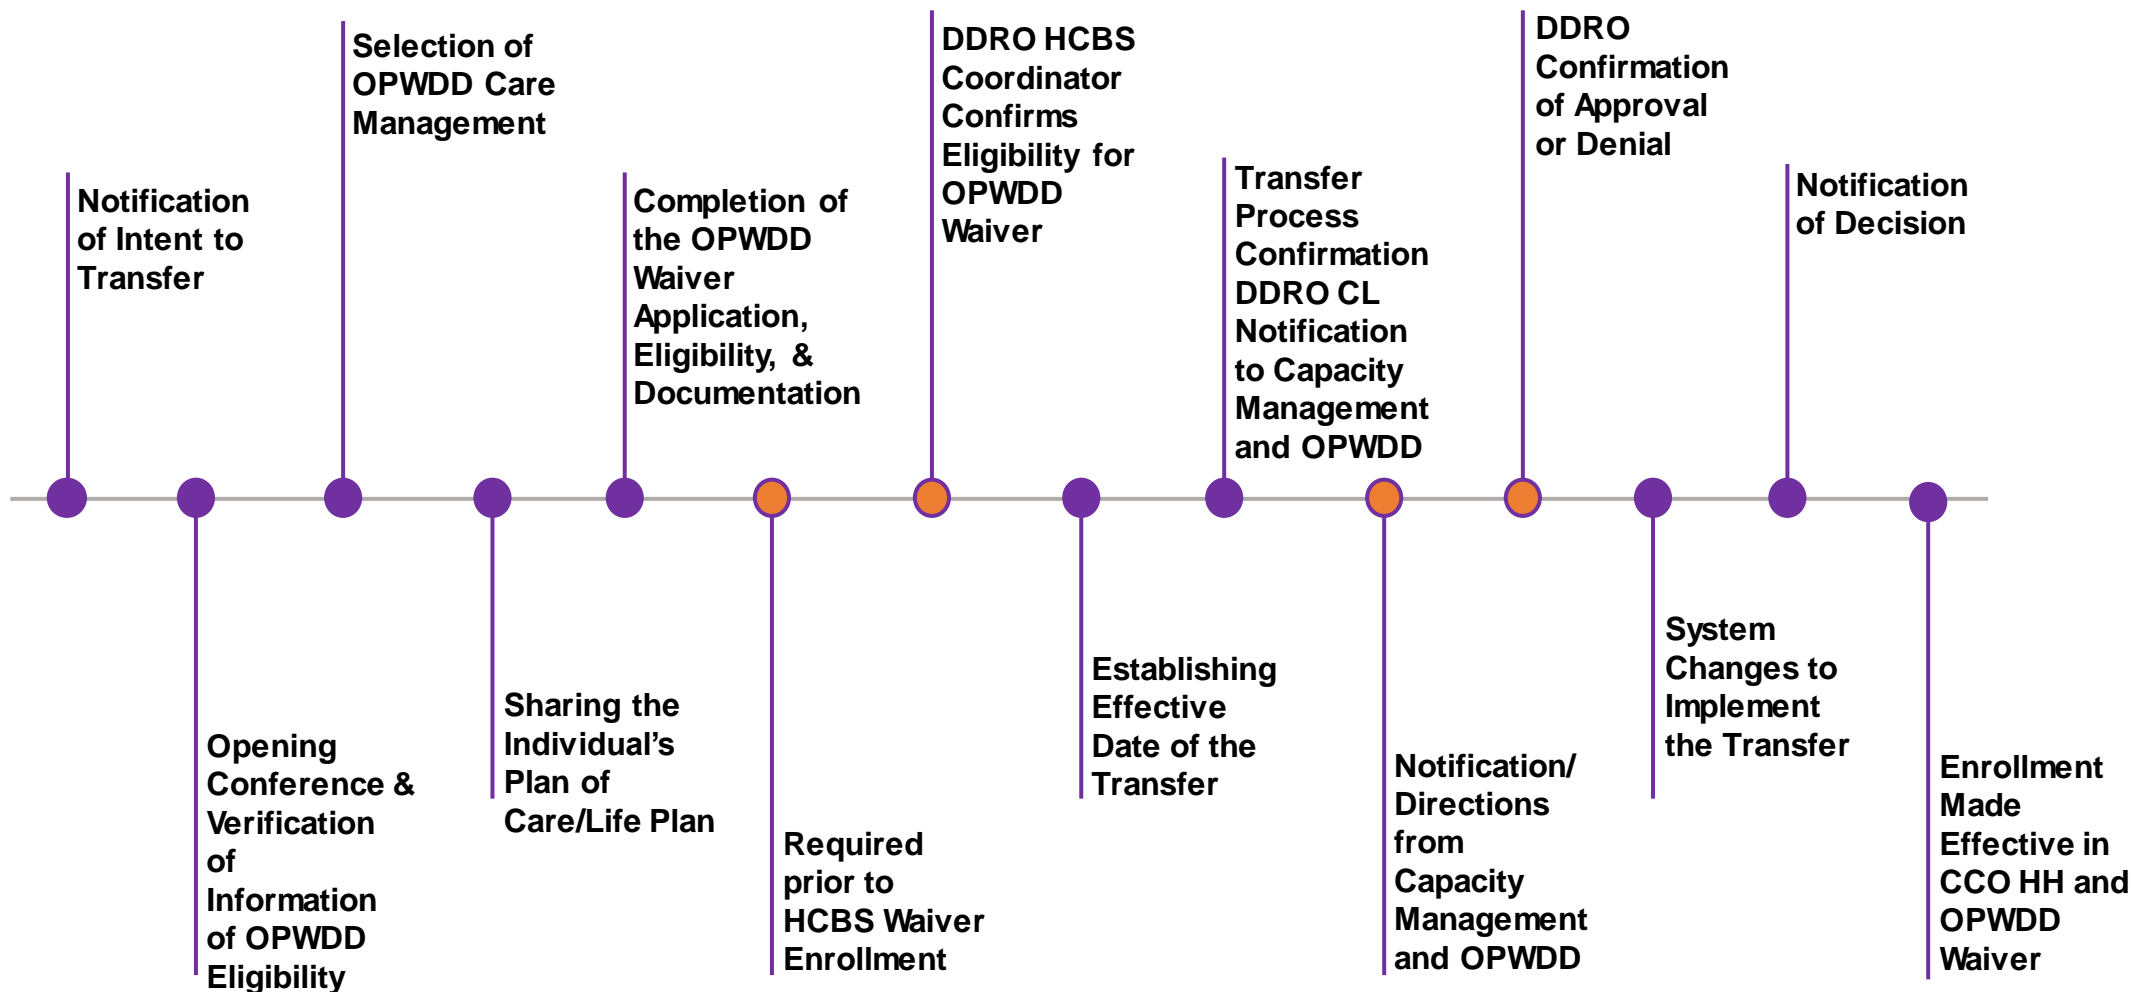 Notification
of Intent to
Transfer
Opening
Conference &
Verification
of
Information
of OPWDD
Eligibility
Selection of
OPWDD Care
Management
Sharing the
Individual’s
Plan of
Care/Life Plan
Completion of
the OPWDD
Waiver
Application,
Eligibility, &
Documentation
Required
prior to
HCBS Waiver
Enrollment
DDRO HCBS
Coordinator
Confirms
Eligibility for
OPWDD
Waiver
Establishing
Effective
Date of the
Transfer
Transfer
Process
Confirmation
DDRO CL
Notification
to Capacity
Management
and OPWDD
Notification/
Directions
from
Capacity
Management
and OPWDD
DDRO
Confirmation
of Approval
or Denial
System
Changes to
Implement
the Transfer
Notification
of Decision
Enrollment
Made
Effective in
CCO HH and
OPWDD
Waiver